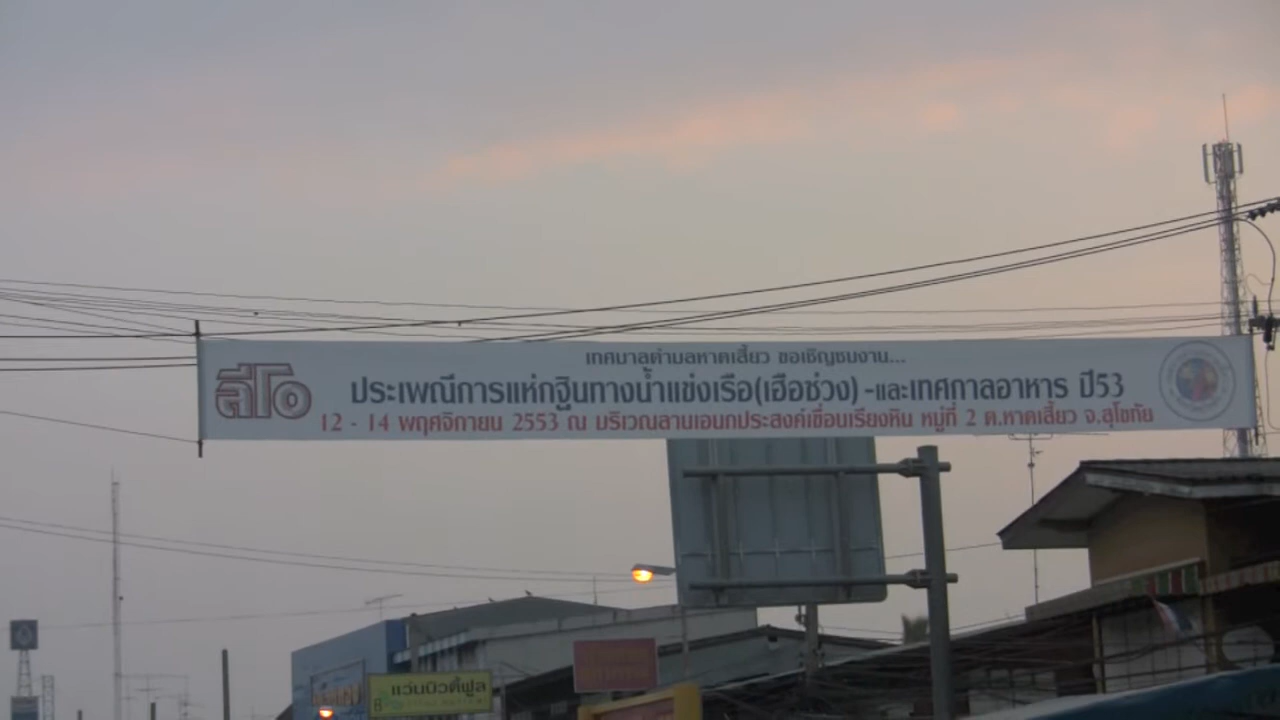 เทศบาลตำบลหาดเสี้ยว ขอเชิญชมงาน...
ลีโอ
ประเพณีการแห่กฐินทางน้ำแข่งเรือ(เฮือซ่วง) -และเทศกาลอาหาร ปี53
12 - 14 พฤศจิกายน 2553 ณ บริเวณลานเอนกประสงค์เขื่อนเรียงหิน หมู่ที่ 2 ต.หาดเสี้ยว จ.สุโขทัย
แว่นบิวตี้ฟูล